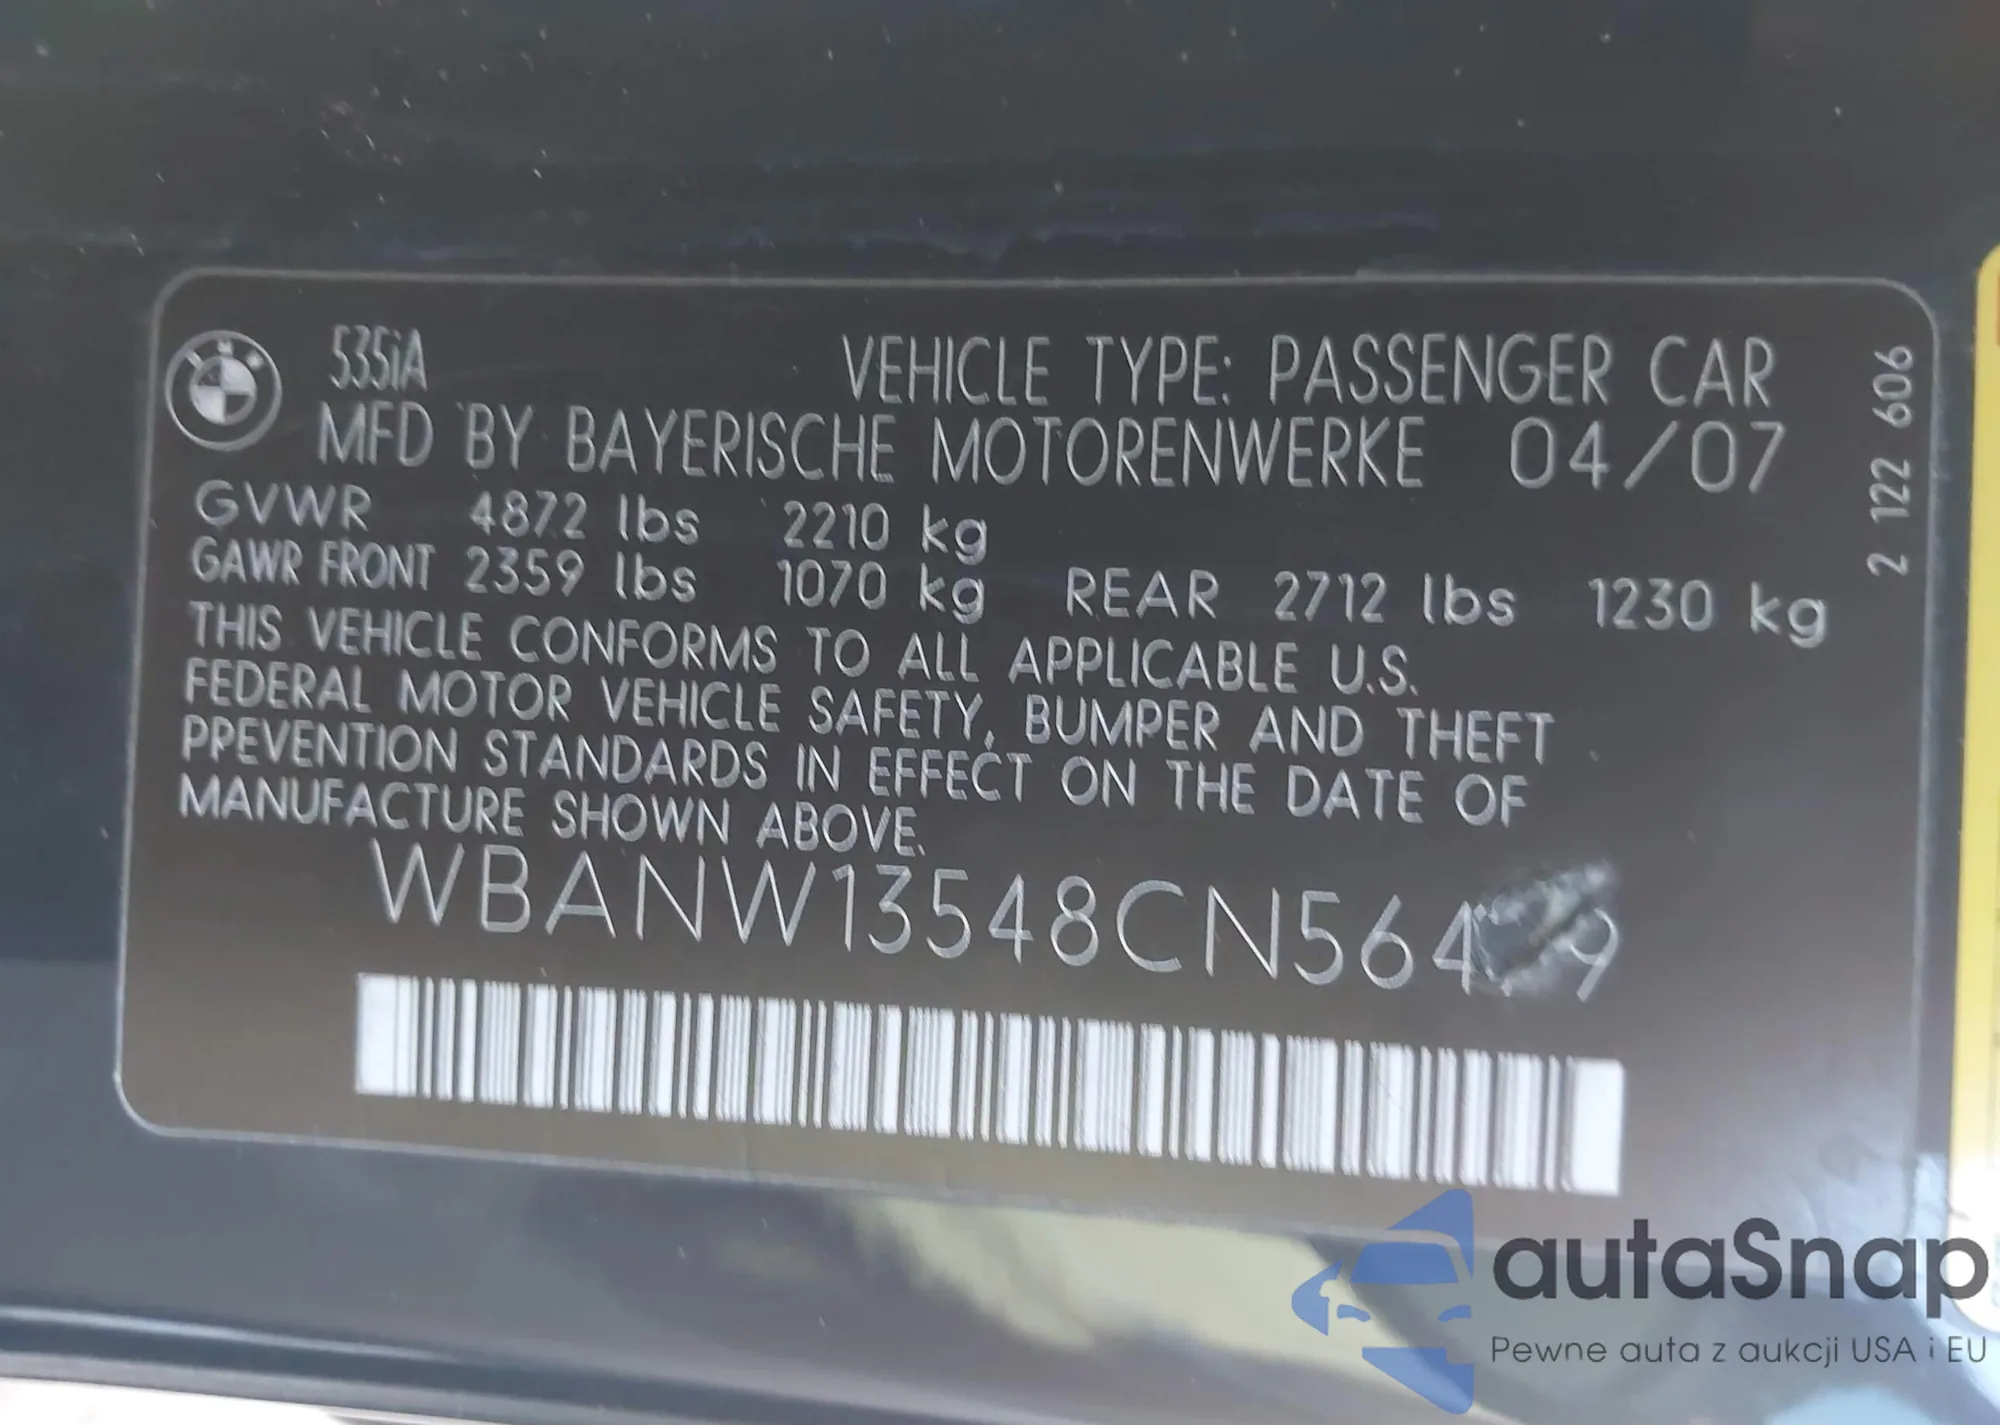 535iA
VEHICLE TYPE: PASSENGER CAR
MFD BY BAYERISCHE MOTORENWERKE 04/07
GVWR 4872 lbs 2210 kg
GAWR FRONT 2359 lbs 1070 kg REAR 2712 lbs 1230 kg
THIS VEHICLE CONFORMS TO ALL APPLICABLE U.S.
FEDERAL MOTOR VEHICLE SAFETY, BUMPER AND THEFT
PPEVENTION STANDARDS IN EFFECT ON THE DATE OF
MANUFACTURE SHOWN ABOVE.
2 122 606
BMW
autaSnap
Pewne auta z aukcji USA i EU